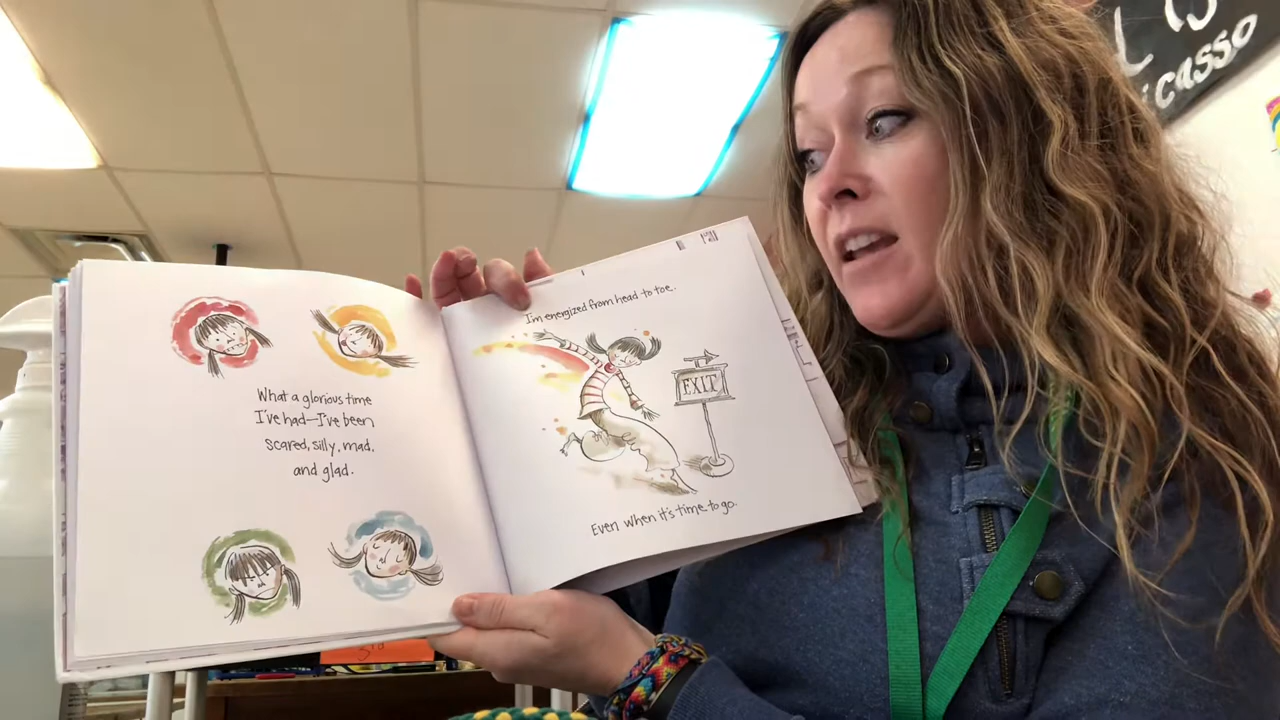 What a glorious time
I've had—I've been
scared, silly, mad,
and glad.
I'm energized from head to toe.
EXIT
Even when it's time to go.
3rd